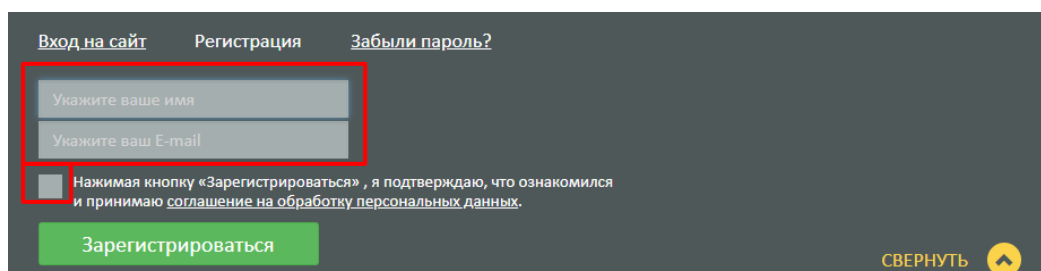 Вход на сайт Регистрация Забыли пароль?
Укажите ваше имя
Укажите ваш E-mail
Нажимая кнопку «Зарегистрироваться» , я подтверждаю, что ознакомился
и принимаю соглашение на обработку персональных данных.
Зарегистрироваться
СВЕРНУТЬ